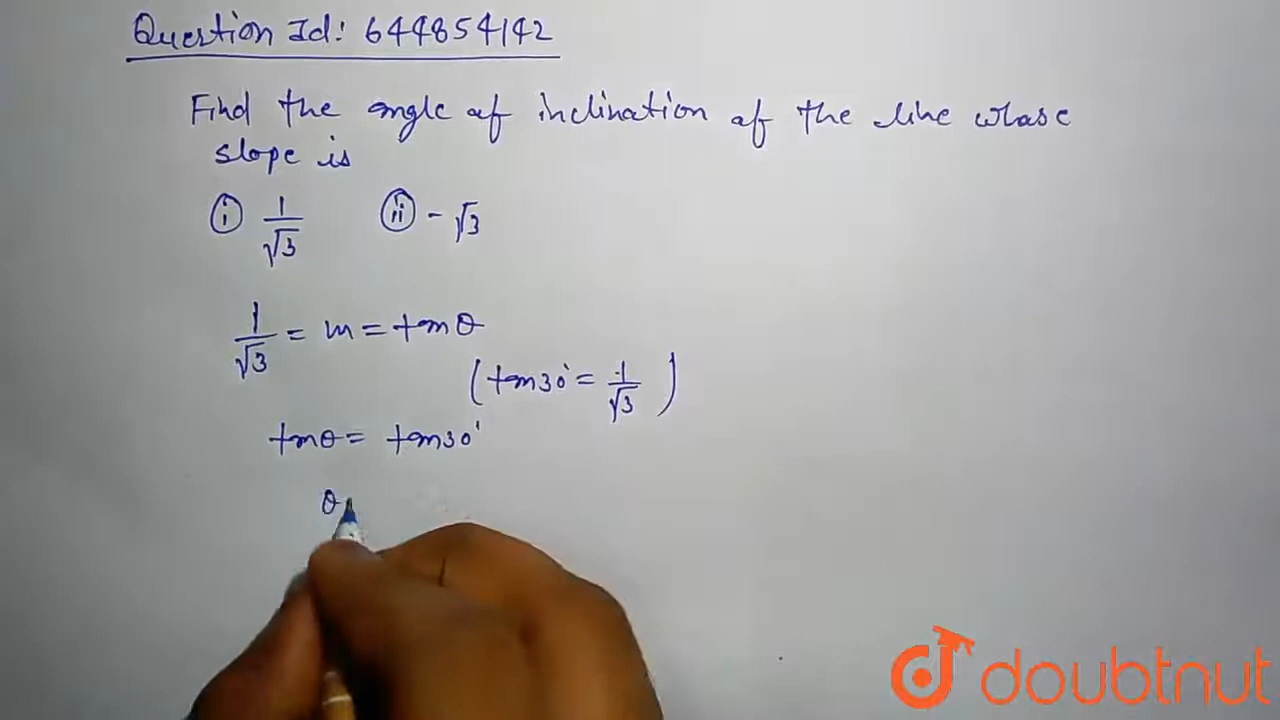 Question Id: 644854142
Find the angle of inclination of the line whose
slope is
(i) 1/√3 (ii) - √3
1/√3 = m = tanθ
(tan30° = 1/√3)
tanθ = tan30°
θ
doubtnut